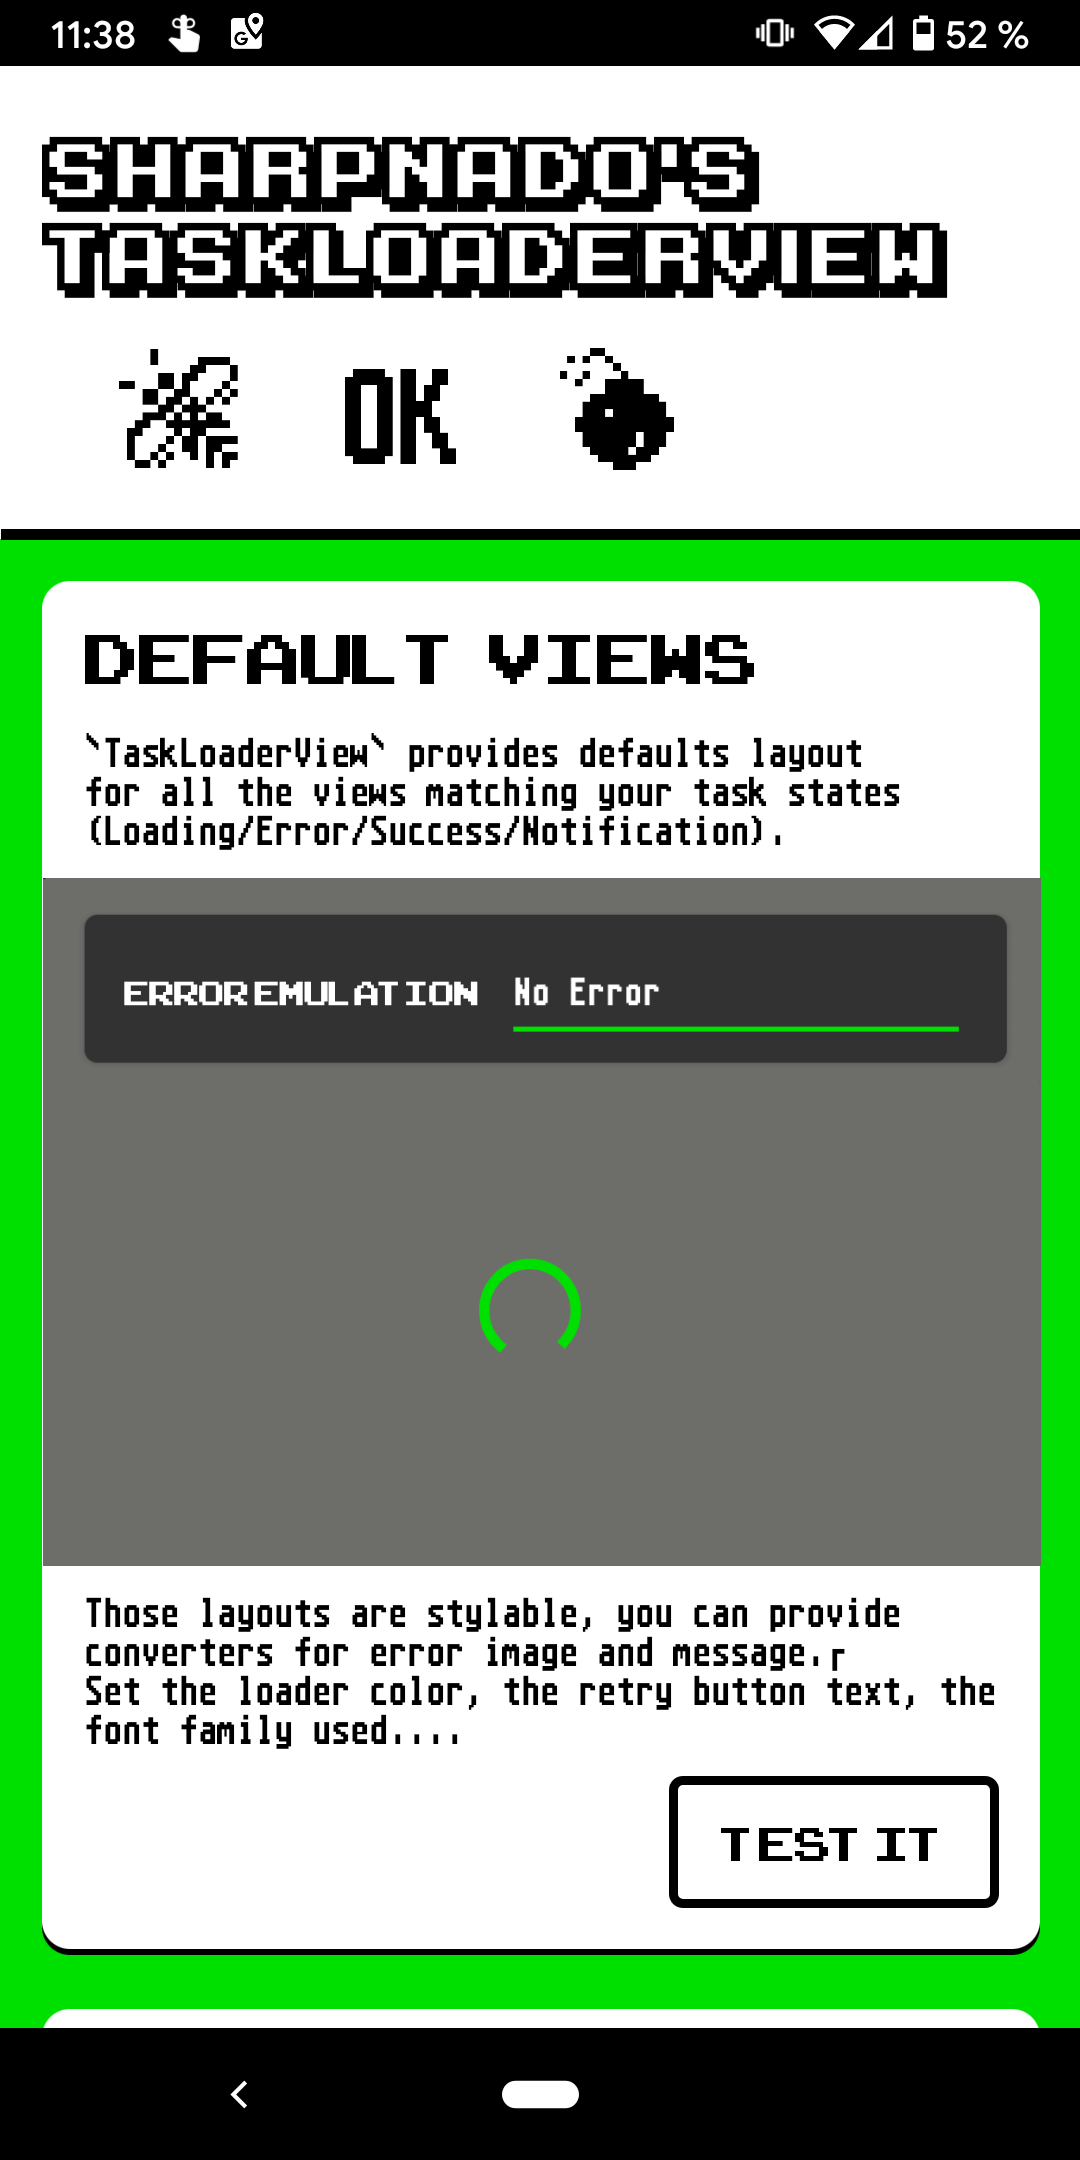 11:38
52 %
SHARPNADO'S
TASKLOADERVIEW
OK
DEFAULT VIEWS
`TaskLoaderView` provides defaults layout
for all the views matching your task states
(Loading/Error/Success/Notification).
ERROR EMULATION No Error
Those layouts are stylable, you can provide
converters for error image and message.┌
Set the loader color, the retry button text, the
font family used....
TEST IT